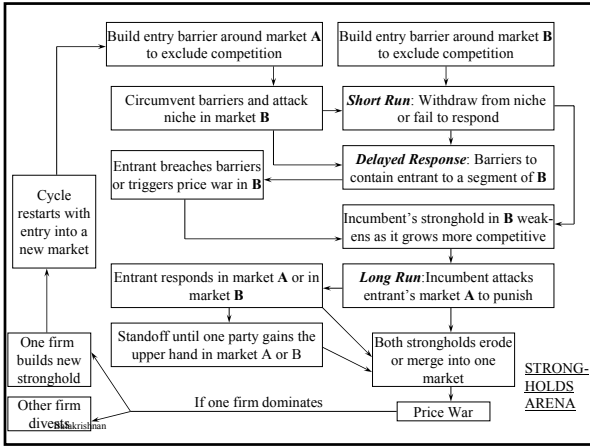 Build entry barrier around market A
to exclude competition
Build entry barrier around market B
to exclude competition
Circumvent barriers and attack
niche in market B
Short Run: Withdraw from niche
or fail to respond
Delayed Response: Barriers to
contain entrant to a segment of B
Entrant breaches barriers
or triggers price war in B
Cycle
restarts with
entry into a
new market
Incumbent's stronghold in B weak-
ens as it grows more competitive
Entrant responds in market A or in
market B
Long Run:Incumbent attacks
entrant's market A to punish
Standoff until one party gains the
upper hand in market A or B
Both strongholds erode
or merge into one
market
One firm
builds new
stronghold
STRONG-
HOLDS
ARENA
If one firm dominates
Price War
Other firm
divests
Balakrishnan